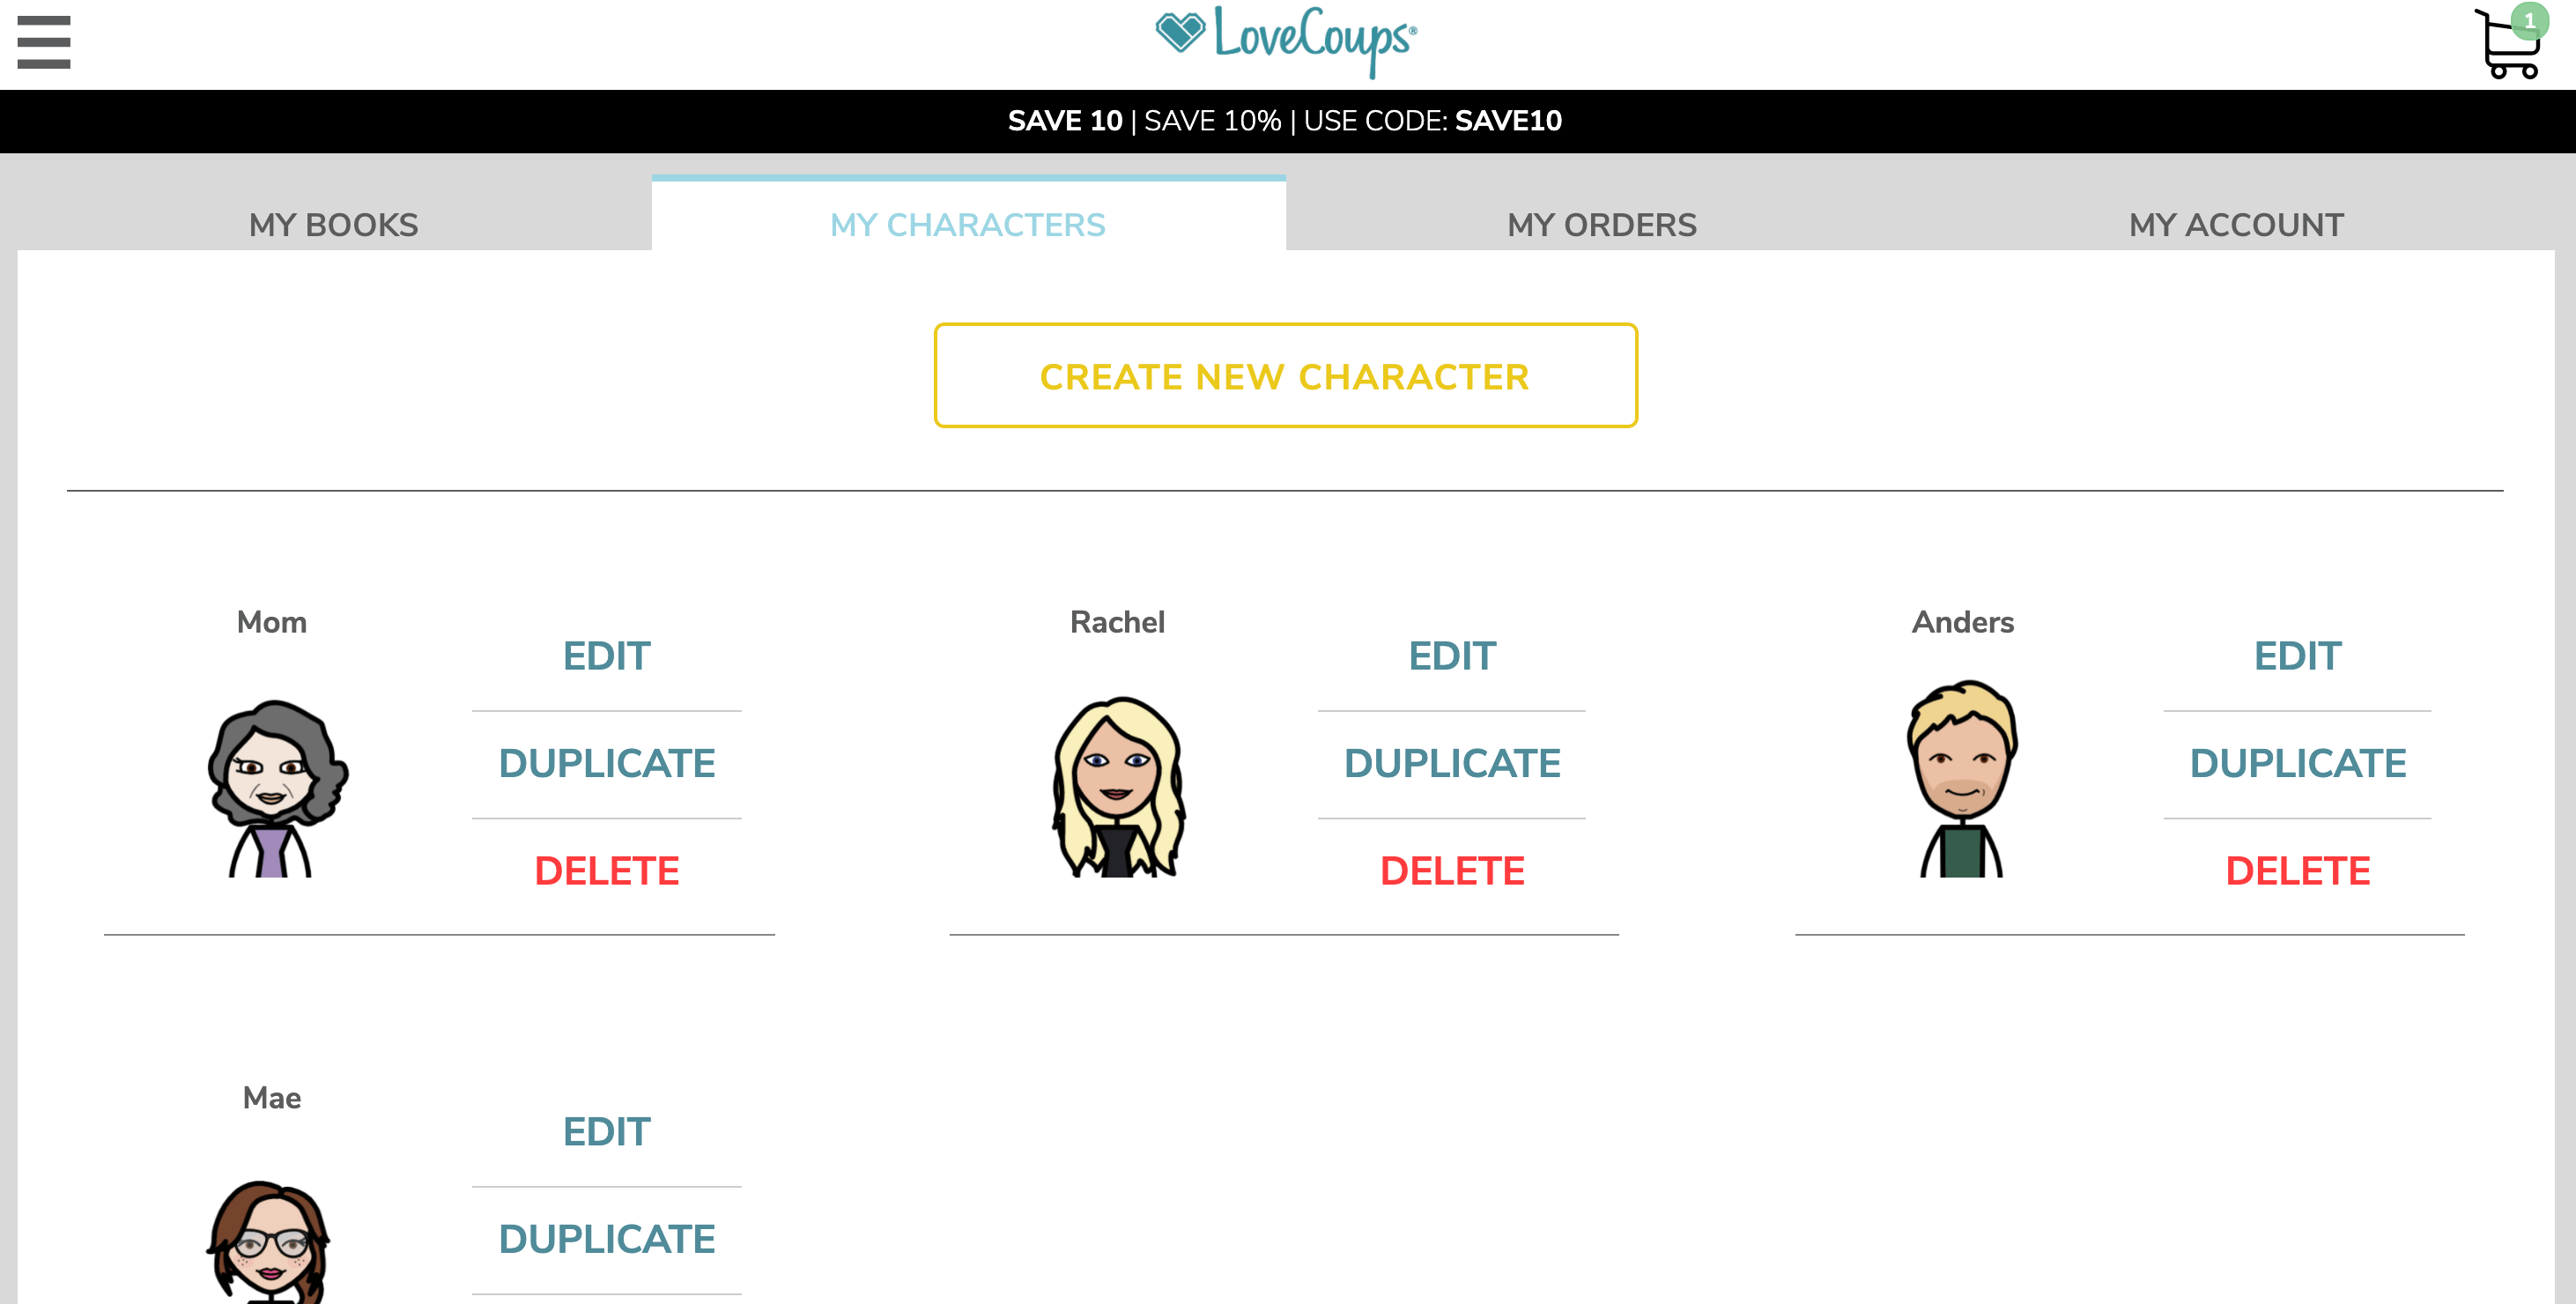 LoveCoups®
1
SAVE 10 | SAVE 10% | USE CODE: SAVE10
MY BOOKS
MY CHARACTERS
MY ORDERS
MY ACCOUNT
CREATE NEW CHARACTER
Mom
EDIT
DUPLICATE
DELETE
Rachel
EDIT
DUPLICATE
DELETE
Anders
EDIT
DUPLICATE
DELETE
Mae
EDIT
DUPLICATE